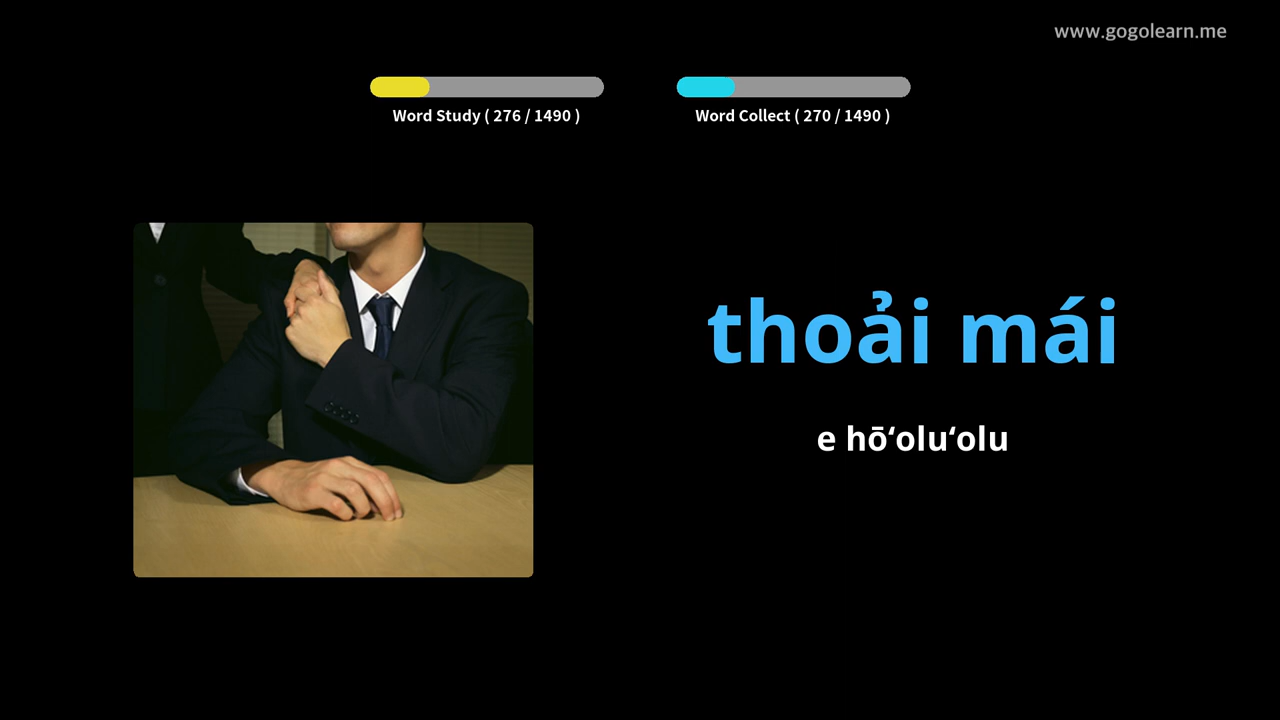 www.gogolearn.me
Word Study ( 276 / 1490 )
Word Collect ( 270 / 1490 )
thoải mái
e hōʻoluʻolu